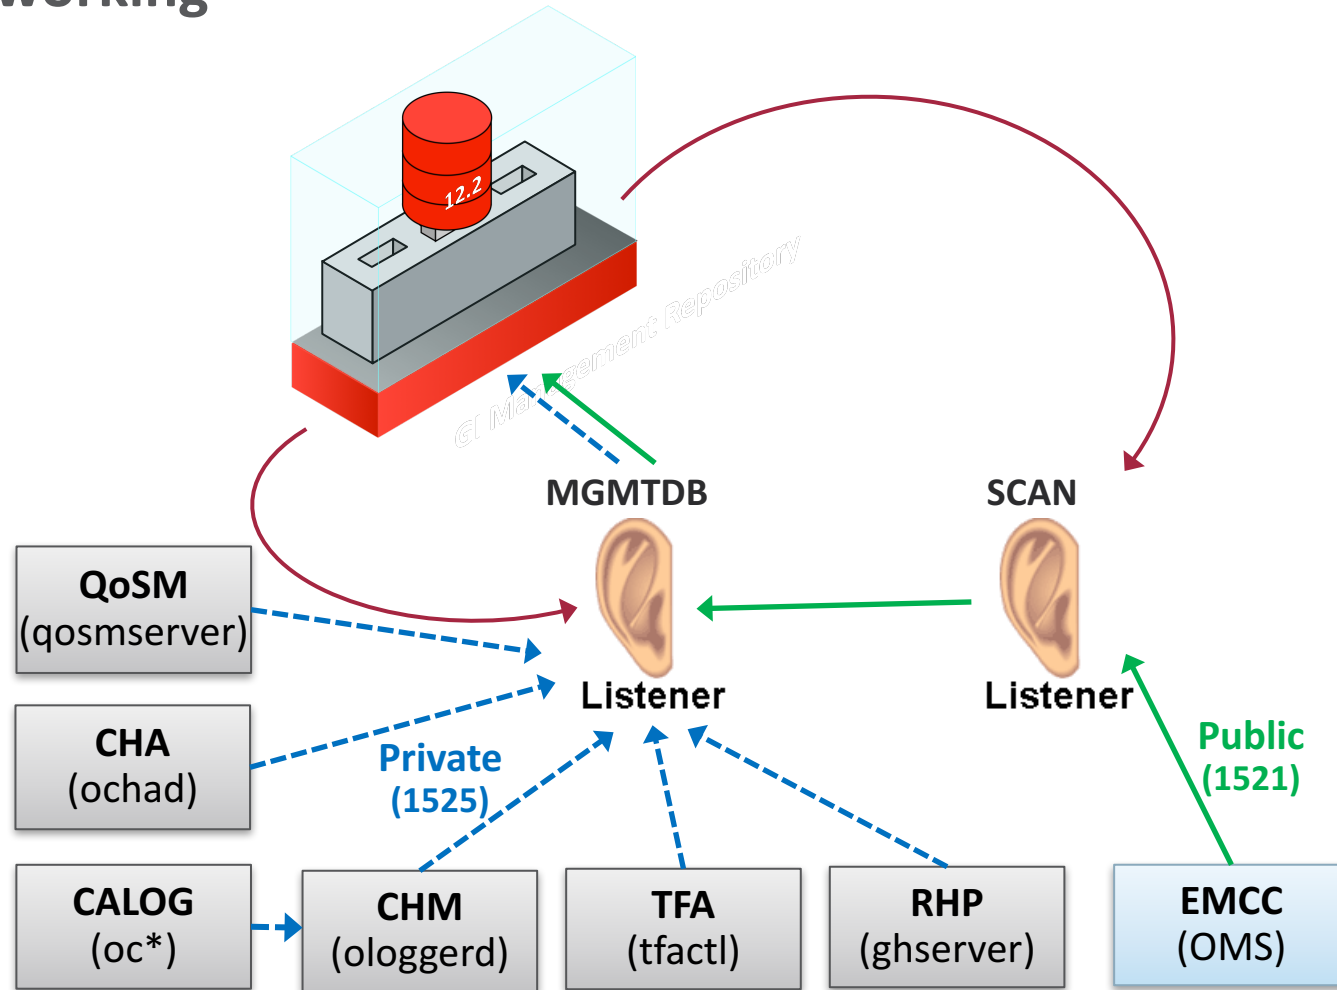 working
12.2
GI Management Repository
MGMTDB
SCAN
QoSM
(qosmserver)
Listener
Listener
CHA
(ochad)
Private
(1525)
Public
(1521)
CALOG
(oc*)
CHM
(ologgerd)
TFA
(tfactl)
RHP
(ghserver)
EMCC
(OMS)